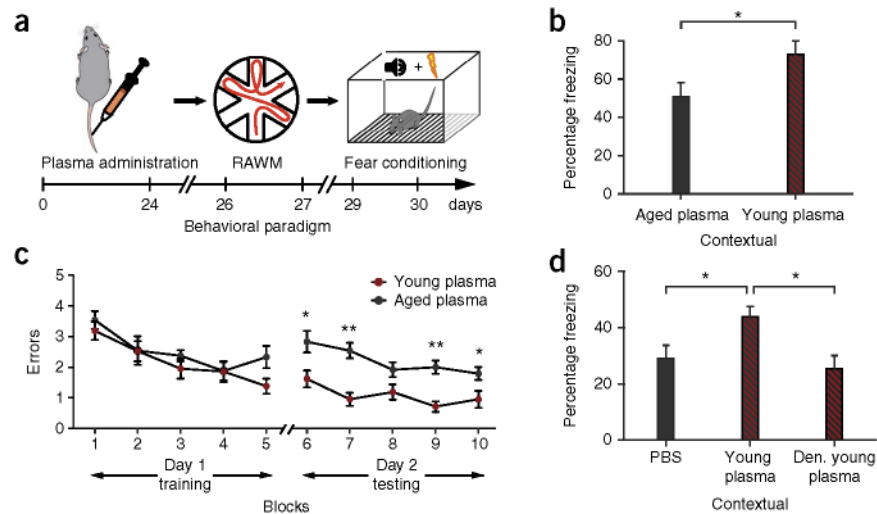 a
+
Plasma administration
RAWM
Fear conditioning
0
24
26
27
29
30
days
Behavioral paradigm
b
Percentage freezing
80
60
40
20
0
*
Aged plasma
Young plasma
Contextual
c
Errors
5
4
3
2
1
0
Young plasma
Aged plasma
*
**
**
*
1
2
3
4
5
6
7
8
9
10
Day 1
training
Day 2
testing
Blocks
d
Percentage freezing
60
40
20
0
*
*
PBS
Young
plasma
Den. young
plasma
Contextual